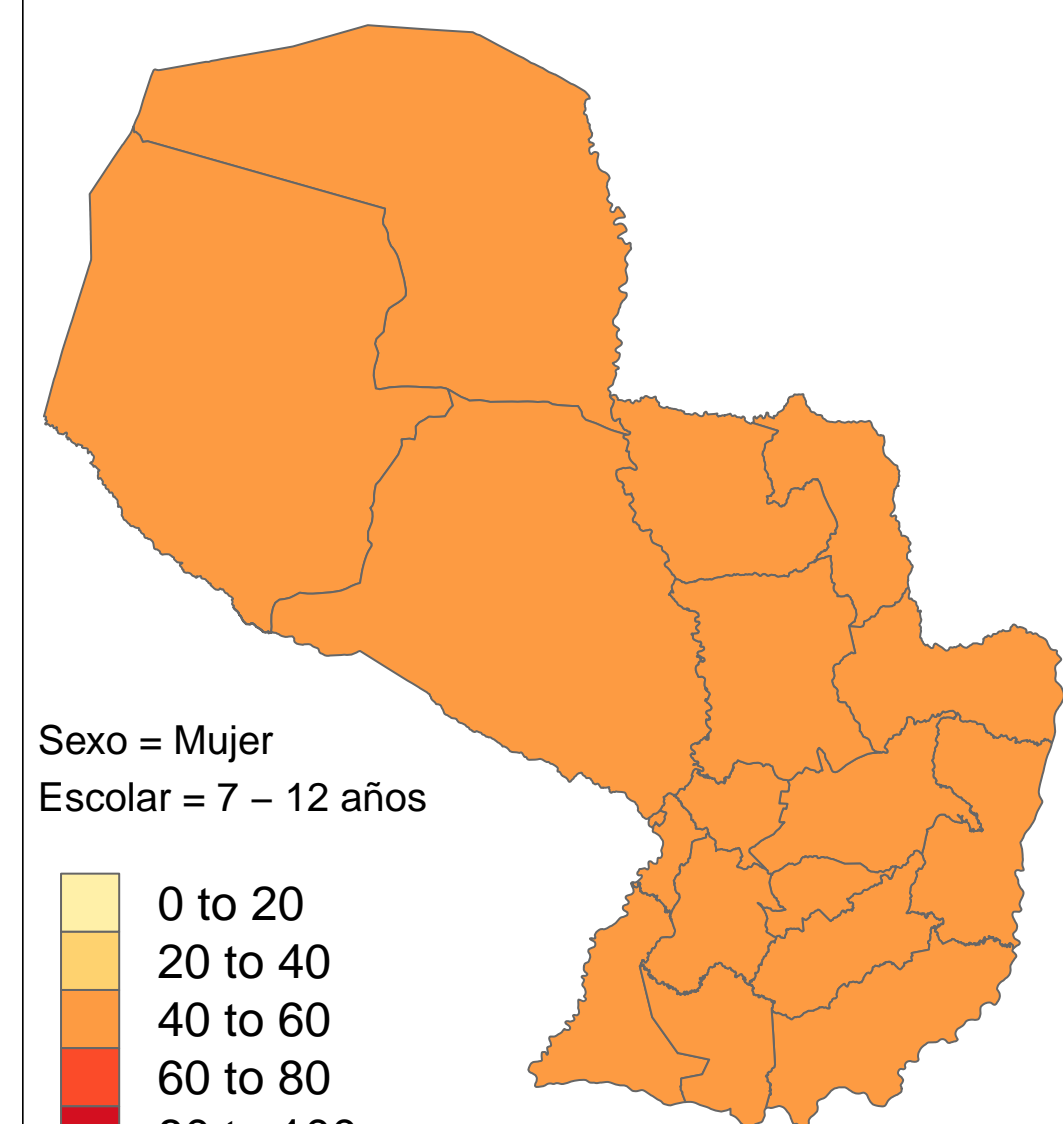 Sexo = Mujer
Escolar = 7 – 12 años
0 to 20
20 to 40
40 to 60
60 to 80